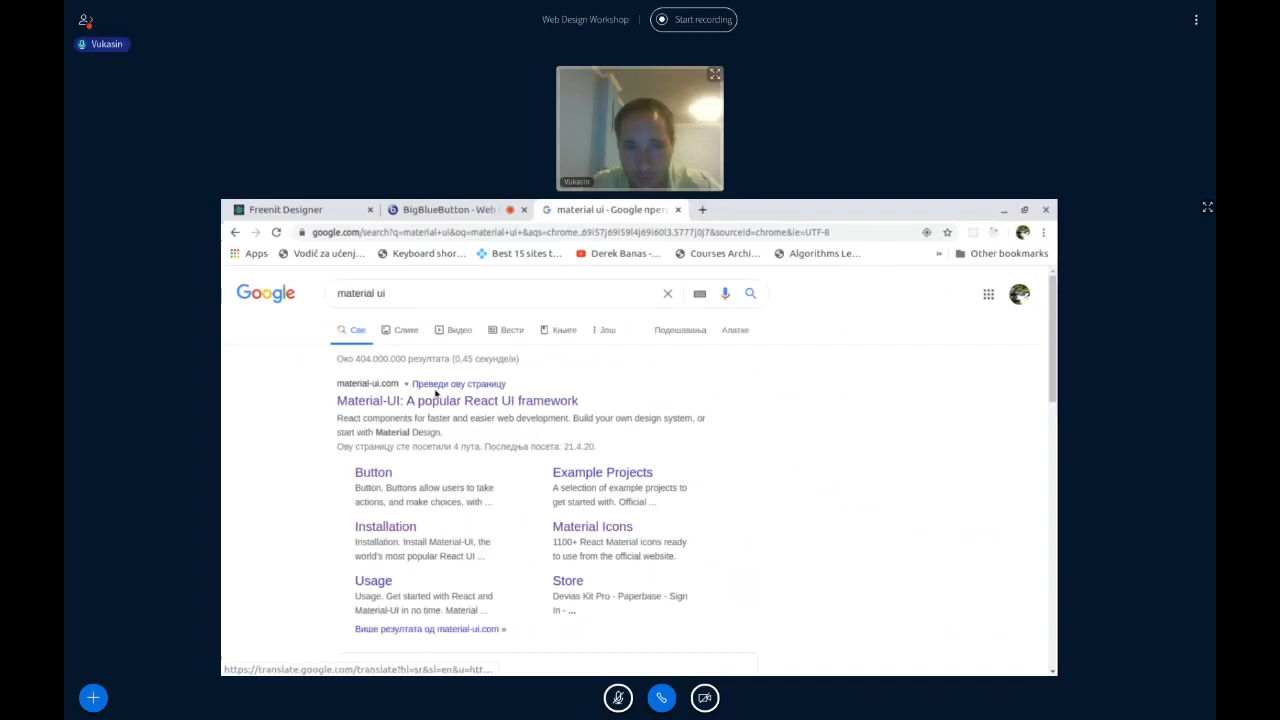 Web Design Workshop
Start recording
Vukasin
Vukasin
Freenit Designer
BigBlueButton - Web
material ui - Google прет
google.com/search?q=material+ui&oq=material+ui+&aqs=chrome..69i57j69i59l4j69i60l3.5777j0j7&sourceid=chrome&ie=UTF-8
Apps
Vodič za učenj...
Keyboard shor...
Best 15 sites t...
Derek Banas -...
Courses Archi...
Algorithms Le...
»
Other bookmarks
Google
material ui
Све
Слике
Видео
Вести
Књиге
Још
Подешавања
Алатке
Око 404.000.000 резултата (0,45 секунде/и)
material-ui.com
Преведи ову страницу
Material-UI: A popular React UI framework
React components for faster and easier web development. Build your own design system, or
start with Material Design.
Ову страницу сте посетили 4 пута. Последња посета: 21.4.20.
Button
Button. Buttons allow users to take
actions, and make choices, with ...
Example Projects
A selection of example projects to
get started with. Official ...
Installation
Installation. Install Material-UI, the
world's most popular React UI ...
Material Icons
1100+ React Material icons ready
to use from the official website.
Usage
Usage. Get started with React and
Material-UI in no time. Material ...
Store
Devias Kit Pro - Paperbase - Sign
In - ...
Више резултата од material-ui.com »
https://translate.google.com/translate?hl=sr&sl=en&u=htt...